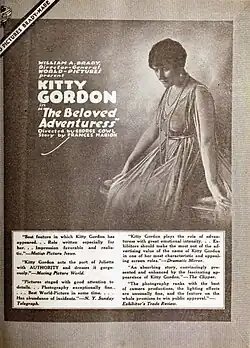 PICTURES READY-MADE
WILLIAM A. BRADY,
Director-General
WORLD-PICTURES
present
KITTY
GORDON
in
"The Beloved
Adventuress"
Directed by GEORGE COWL
Story by FRANCES MARION
"Best feature in which Kitty Gordon has
appeared. . . Role written especially for
her. . . Impression favorable and realis-
tic."—Motion Picture News.
"Kitty Gordon acts the part of Juliette
with AUTHORITY and dresses it gorge-
ously."—Moving Picture World.
"Pictures staged with good attention to
details. . . Photography exceptionally fine.
. . . Best World-Picture in some time. . .
Has abundance of incidents."—N. Y. Sunday
Telegraph.
"Kitty Gordon plays the role of adven-
turess with great emotional intensity. . . Ex-
hibitors should make the most out of the ad-
vertising value of the name of Kitty Gordon
in one of her most characteristic and appeal-
ing screen roles."—Dramatic Mirror.
"An absorbing story, convincingly pre-
sented and enhanced by the fascinating ap-
pearance of Kitty Gordon."—The Clipper.
"The photography ranks with the best
of camera productions, the lighting effects
are unusually fine, and the feature on the
whole promises to win public approval."—
Exhibitor's Trade Review.